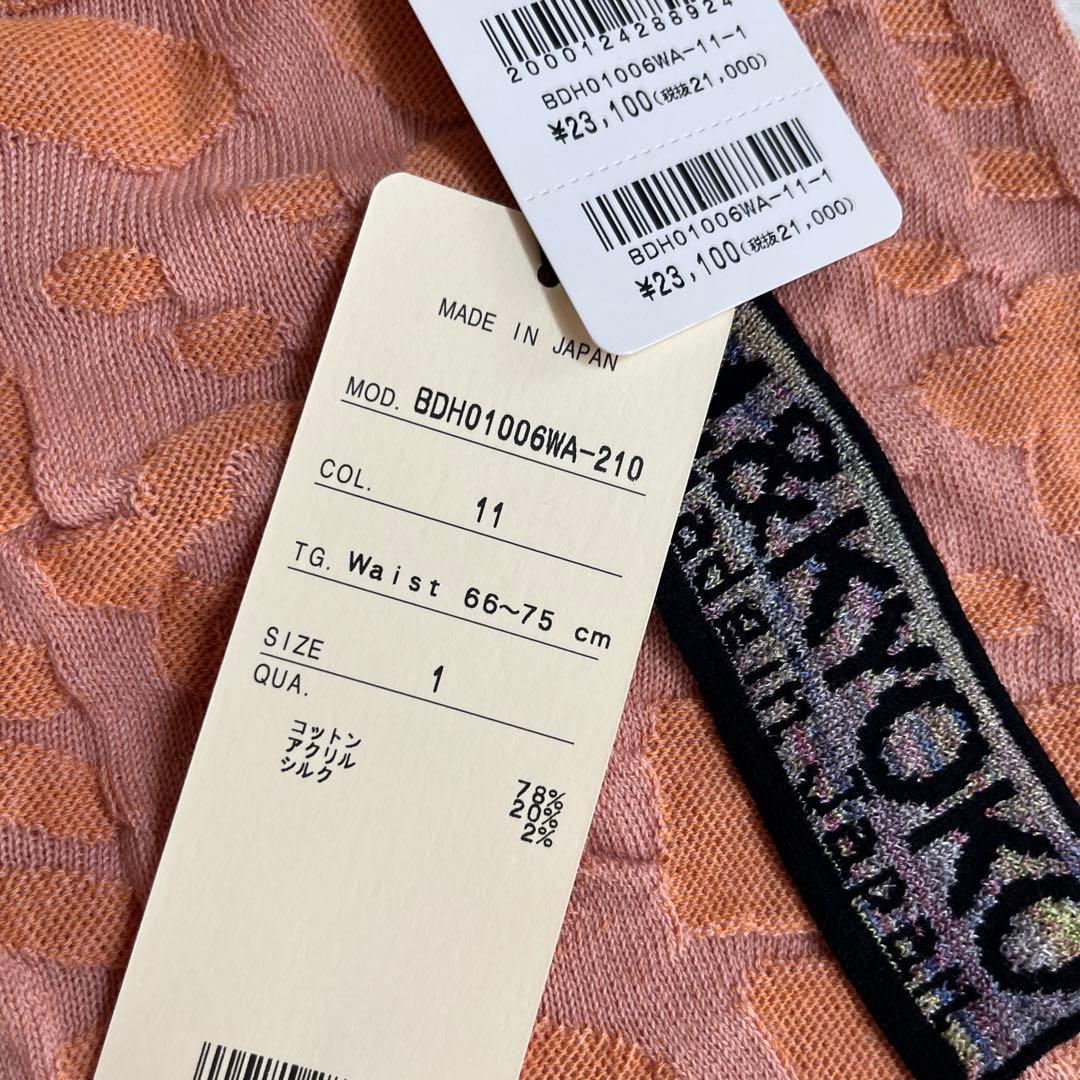 2000124288924
BDH01006WA-11-1
¥23,100(税抜21,000)
BDH01006WA-11-1
¥23,100(税抜21,000)
MADE IN JAPAN
MOD. BDH01006WA-210
COL. 11
TG. Waist 66~75 cm
SIZE 1
QUA.
コットン 78%
アクリル 20%
シルク 2%
&KYOKO